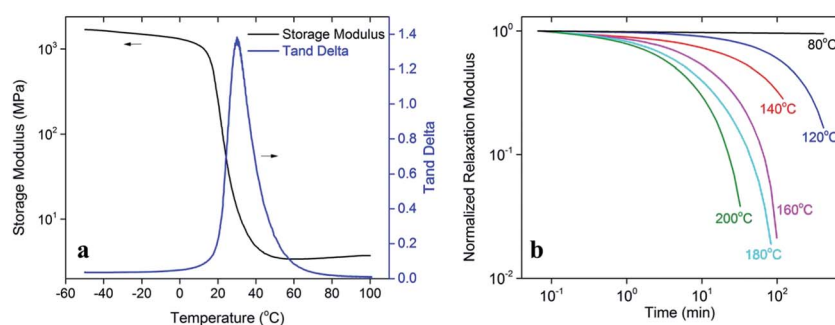 Storage Modulus
Tand Delta
Storage Modulus (MPa)
10³
10²
10¹
1.4
1.2
1.0
0.8
0.6
0.4
0.2
0.0
Tand Delta
a
-60 -40 -20 0 20 40 60 80 100
Temperature (°C)
Normalized Relaxation Modulus
10⁰
10⁻¹
10⁻²
80°C
140°C
120°C
200°C
160°C
180°C
b
10⁻² 10⁻¹ 10⁰ 10¹ 10²
Time (min)